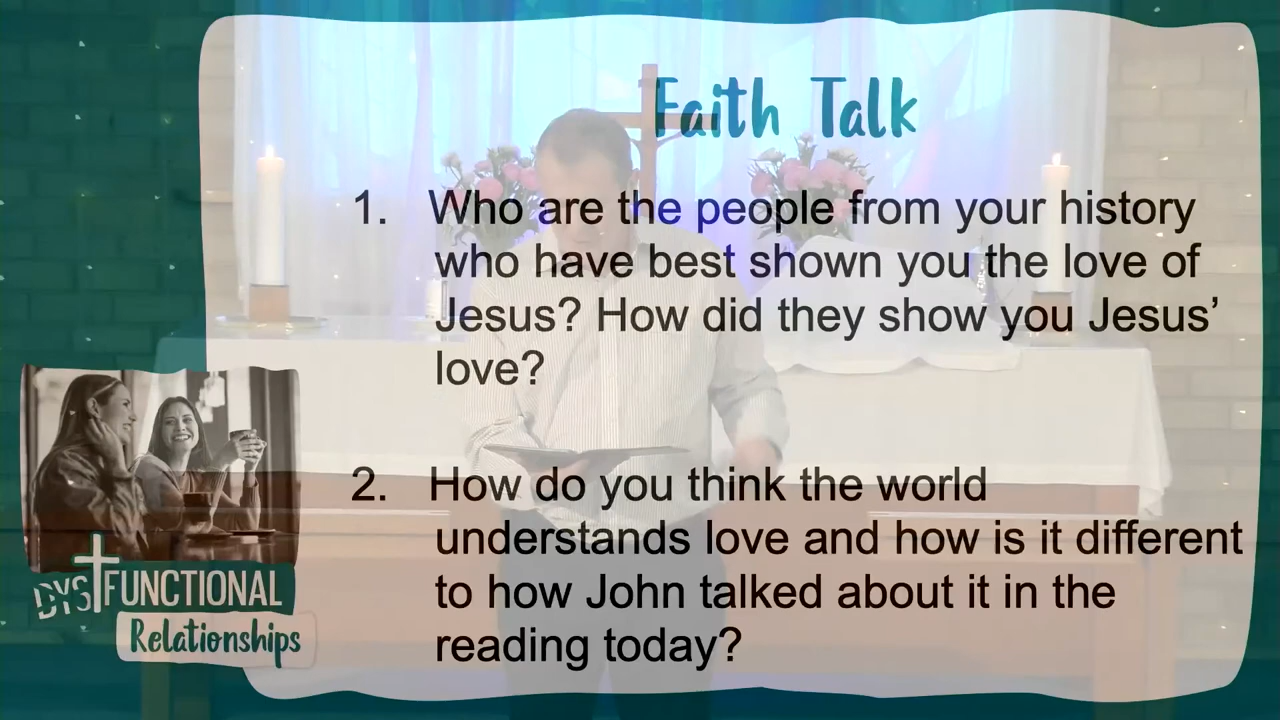 Faith Talk
1. Who are the people from your history
who have best shown you the love of
Jesus? How did they show you Jesus’
love?
2. How do you think the world
understands love and how is it different
to how John talked about it in the
reading today?
DYSFUNCTIONAL
Relationships